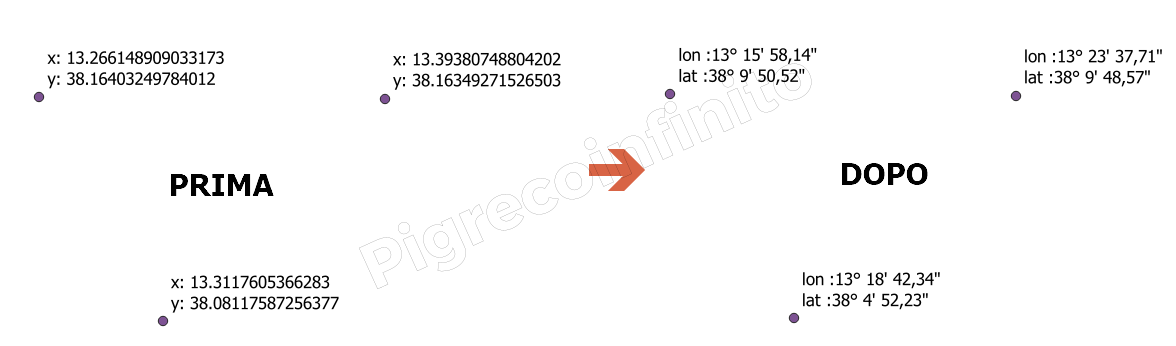 x: 13.266148909033173
y: 38.16403249784012
x: 13.39380748804202
y: 38.16349271526503
lon :13° 15' 58,14"
lat :38° 9' 50,52"
lon :13° 23' 37,71"
lat :38° 9' 48,57"
PRIMA
DOPO
Pigrecoinfinito
x: 13.3117605366283
y: 38.08117587256377
lon :13° 18' 42,34"
lat :38° 4' 52,23"